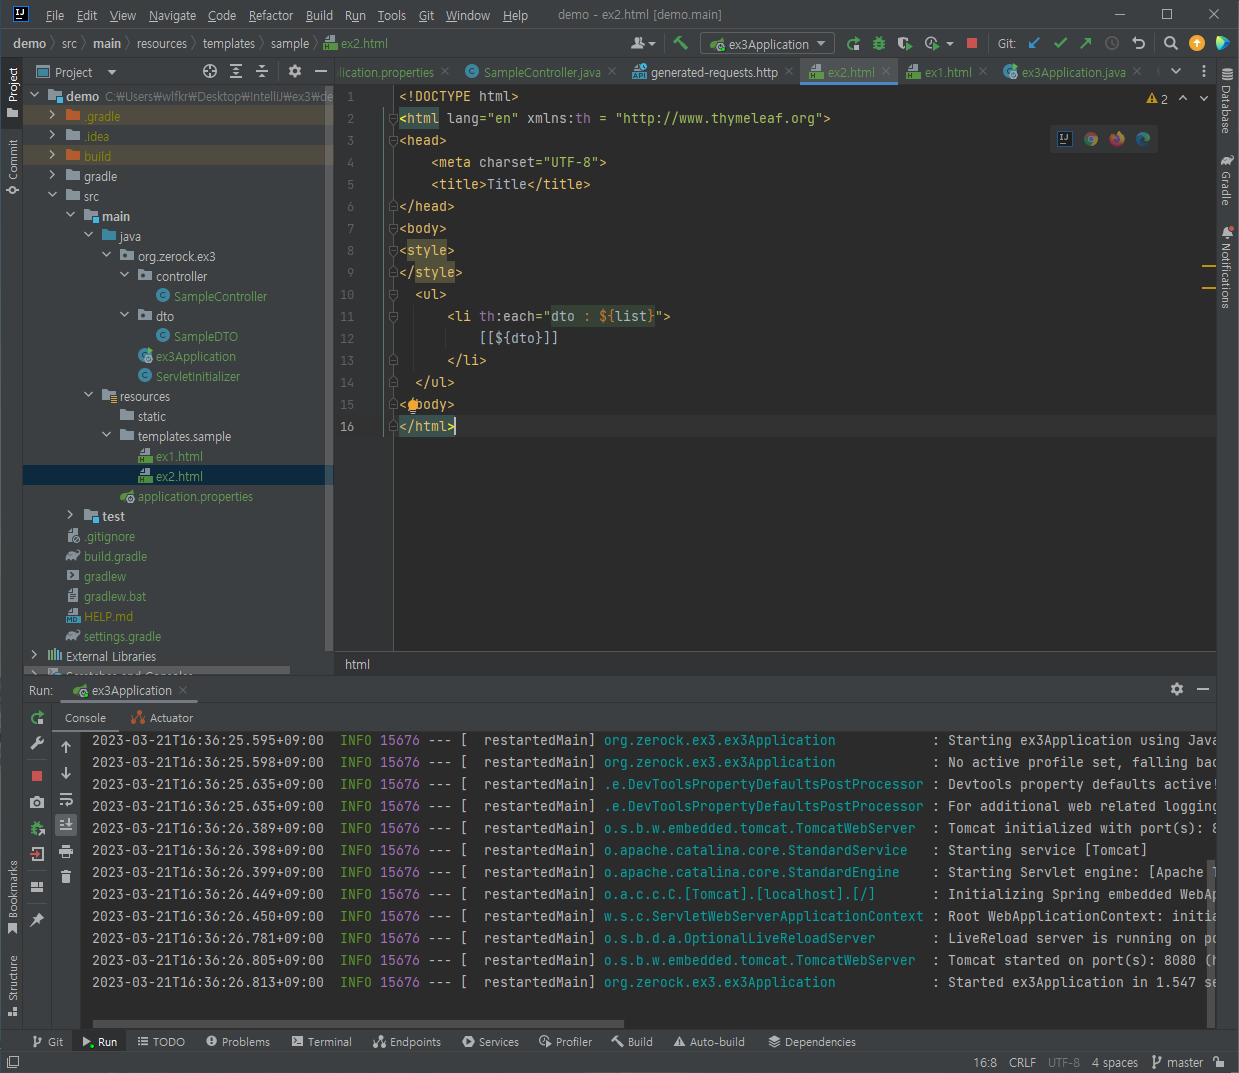 File Edit View Navigate Code Refactor Build Run Tools Git Window Help demo - ex2.html [demo.main]
demo src main resources templates sample ex2.html ex3Application Git:
Project
Project
lication.properties SampleController.java generated-requests.http ex2.html ex1.html ex3Application.java
demo C:￦Users￦wlfkr￦Desktop￦IntelliJ￦ex3￦de
.gradle
.idea
build
gradle
src
main
java
org.zerock.ex3
controller
SampleController
dto
SampleDTO
ex3Application
ServletInitializer
resources
static
templates.sample
ex1.html
ex2.html
application.properties
test
.gitignore
build.gradle
gradlew
gradlew.bat
HELP.md
settings.gradle
External Libraries
Commit
Bookmarks
Structure
1 <!DOCTYPE html>
2 <html lang="en" xmlns:th = "http://www.thymeleaf.org">
3 <head>
4 <meta charset="UTF-8">
5 <title>Title</title>
6 </head>
7 <body>
8 <style>
9 </style>
10 <ul>
11 <li th:each="dto : ${list}">
12 [[${dto}]]
13 </li>
14 </ul>
15 <body>
16 </html>
2
Database
Gradle
Notifications
html
Run: ex3Application
Console Actuator
2023-03-21T16:36:25.595+09:00 INFO 15676 --- [ restartedMain] org.zerock.ex3.ex3Application : Starting ex3Application using Java
2023-03-21T16:36:25.598+09:00 INFO 15676 --- [ restartedMain] org.zerock.ex3.ex3Application : No active profile set, falling bac
2023-03-21T16:36:25.635+09:00 INFO 15676 --- [ restartedMain] .e.DevToolsPropertyDefaultsPostProcessor : Devtools property defaults active!
2023-03-21T16:36:25.635+09:00 INFO 15676 --- [ restartedMain] .e.DevToolsPropertyDefaultsPostProcessor : For additional web related logging
2023-03-21T16:36:26.389+09:00 INFO 15676 --- [ restartedMain] o.s.b.w.embedded.tomcat.TomcatWebServer : Tomcat initialized with port(s): 8
2023-03-21T16:36:26.398+09:00 INFO 15676 --- [ restartedMain] o.apache.catalina.core.StandardService : Starting service [Tomcat]
2023-03-21T16:36:26.399+09:00 INFO 15676 --- [ restartedMain] o.apache.catalina.core.StandardEngine : Starting Servlet engine: [Apache T
2023-03-21T16:36:26.449+09:00 INFO 15676 --- [ restartedMain] o.a.c.c.C.[Tomcat].[localhost].[/] : Initializing Spring embedded WebAp
2023-03-21T16:36:26.450+09:00 INFO 15676 --- [ restartedMain] w.s.c.ServletWebServerApplicationContext : Root WebApplicationContext: initia
2023-03-21T16:36:26.781+09:00 INFO 15676 --- [ restartedMain] o.s.b.d.a.OptionalLiveReloadServer : LiveReload server is running on po
2023-03-21T16:36:26.805+09:00 INFO 15676 --- [ restartedMain] o.s.b.w.embedded.tomcat.TomcatWebServer : Tomcat started on port(s): 8080 (h
2023-03-21T16:36:26.813+09:00 INFO 15676 --- [ restartedMain] org.zerock.ex3.ex3Application : Started ex3Application in 1.547 se
Git Run TODO Problems Terminal Endpoints Services Profiler Build Auto-build Dependencies
16:8 CRLF UTF-8 4 spaces master